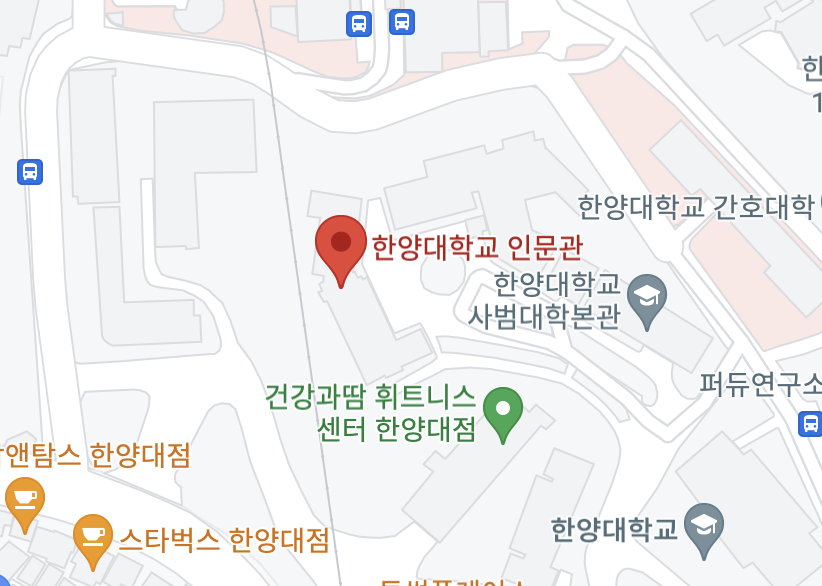 한
1
한양대학교 간호대학
한양대학교 인문관
한양대학교
사범대학본관
퍼듀연구소
건강과땀 휘트니스
센터 한양대점
앤탐스 한양대점
한양대학교
스타벅스 한양대점